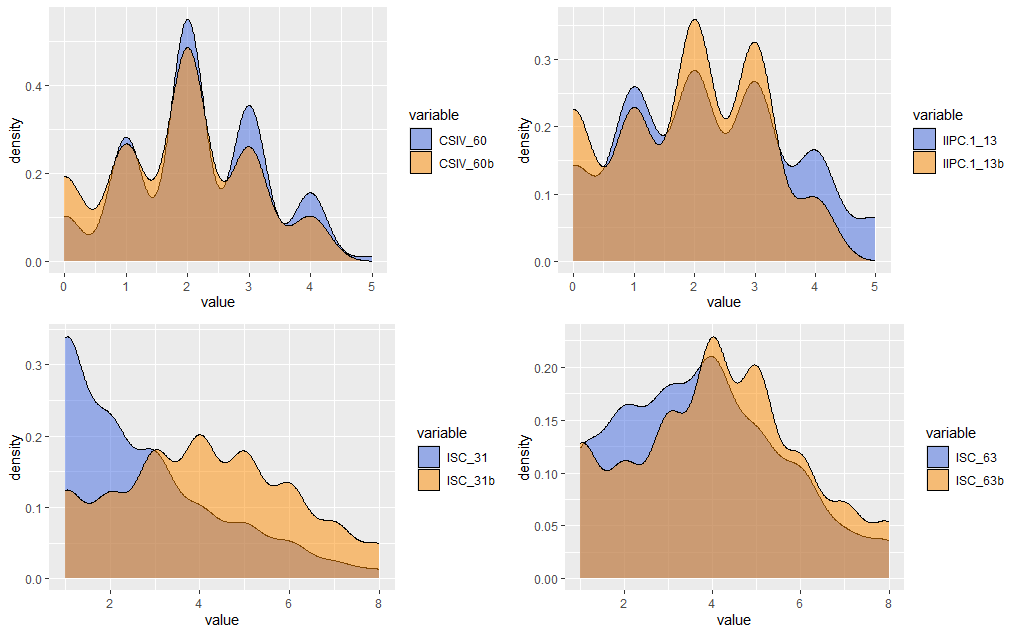 density
0.4
0.2
0.0
0
1
2
3
4
5
value
variable
CSIV_60
CSIV_60b
density
0.3
0.2
0.1
0.0
0
1
2
3
4
5
value
variable
IIPC.1_13
IIPC.1_13b
density
0.3
0.2
0.1
0.0
2
4
6
8
value
variable
ISC_31
ISC_31b
density
0.20
0.15
0.10
0.05
0.00
2
4
6
8
value
variable
ISC_63
ISC_63b